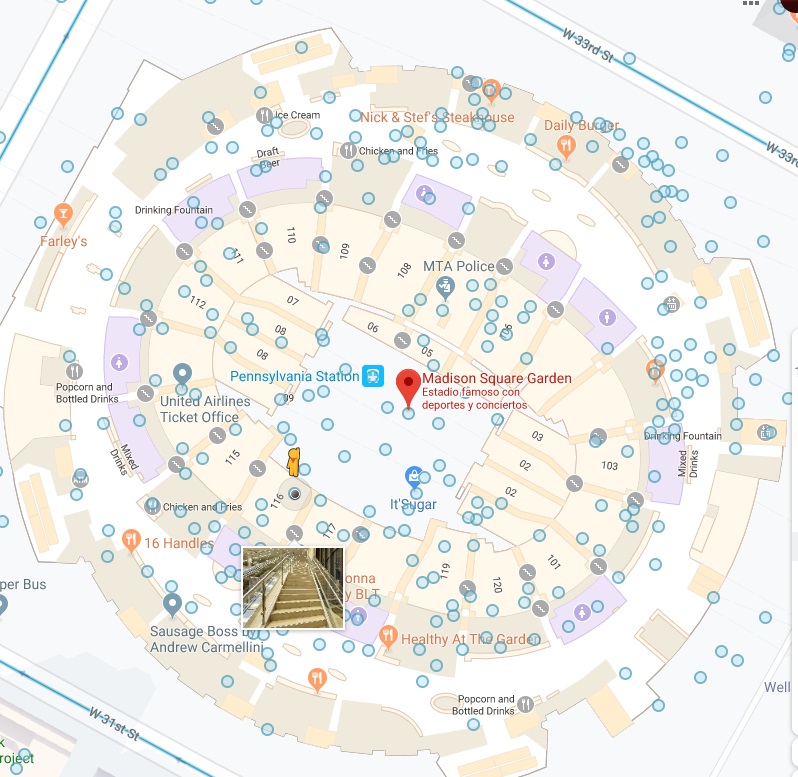 W 33rd St
W 33rd
Ice Cream
Nick & Stef's Steakhouse
Daily Burger
Chicken and Fries
Draft
Beer
Drinking Fountain
Farley's
111
110
109
108
MTA Police
106
112
07
08
08
06
05
09
Pennsylvania Station
Madison Square Garden
Estadio famoso con
deportes y conciertos
Popcorn and
Bottled Drinks
United Airlines
Ticket Office
03
02
02
103
Drinking Fountain
Mixed
Drinks
Mixed
Drinks
115
116
117
It'Sugar
Chicken and Fries
16 Handles
119
120
101
per Bus
onna
y BLT
Sausage Boss by
Andrew Carmellini
Healthy At The Garden
Popcorn and
Bottled Drinks
Well
W 31st St
k
roject